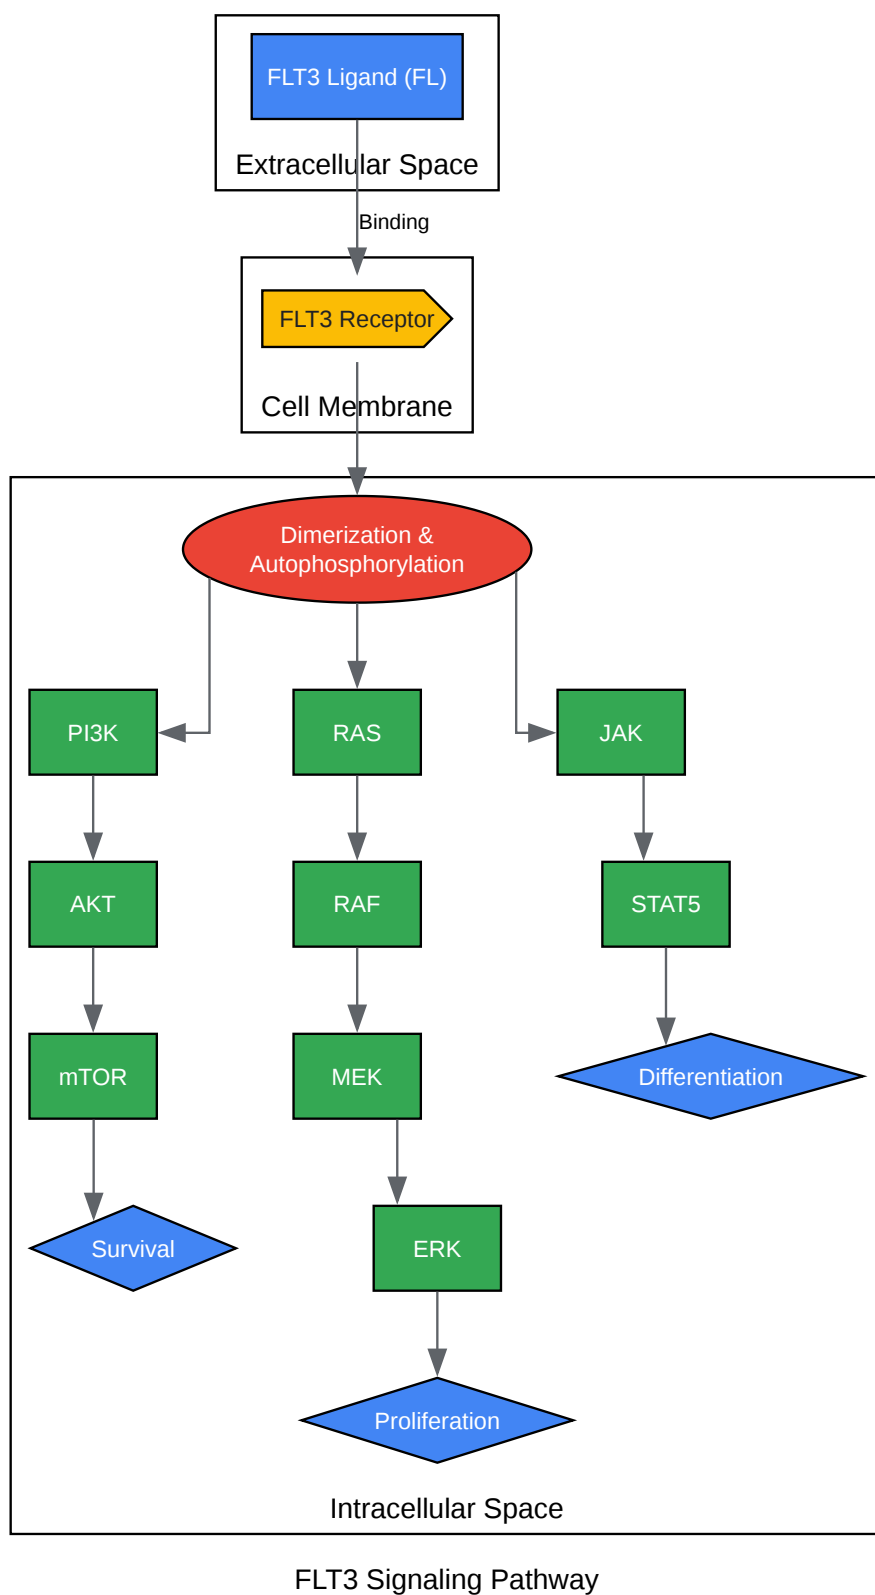 FLT3 Ligand (FL)
Extracellular Space
Binding
FLT3 Receptor
Cell Membrane
Dimerization &
Autophosphorylation
PI3K
RAS
JAK
AKT
RAF
STAT5
mTOR
MEK
Differentiation
Survival
ERK
Proliferation
Intracellular Space
FLT3 Signaling Pathway